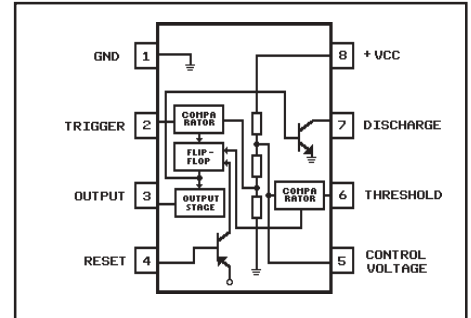 GND 1
8 + VCC
TRIGGER 2
COMPA
RATOR
7 DISCHARGE
FLIP-
FLOP
OUTPUT 3
OUTPUT
STAGE
COMPA
RATOR
6 THRESHOLD
RESET 4
5 CONTROL
VOLTAGE